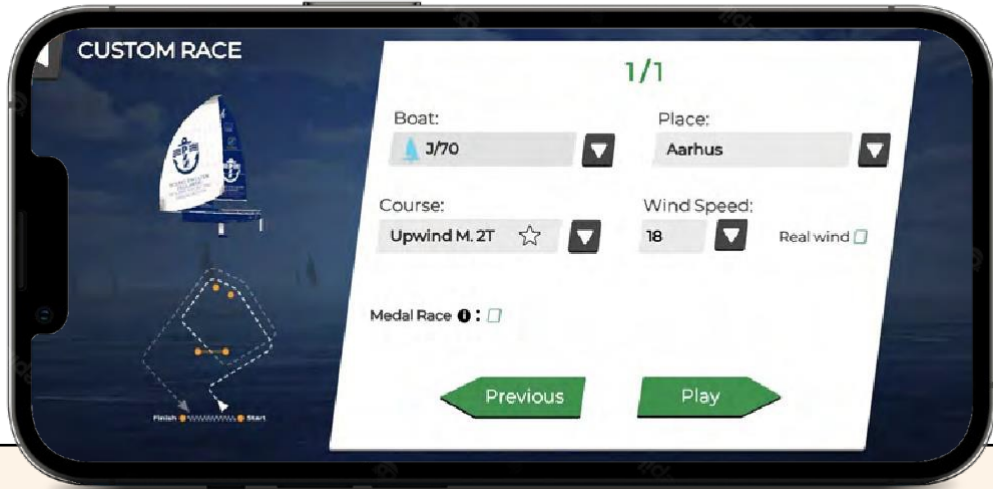 CUSTOM RACE
1/1
Boat:
Place:
J/70
Aarhus
Course:
Wind Speed:
Upwind M. 2T
18
Real wind
Medal Race i :
Previous
Play
Finish
Start